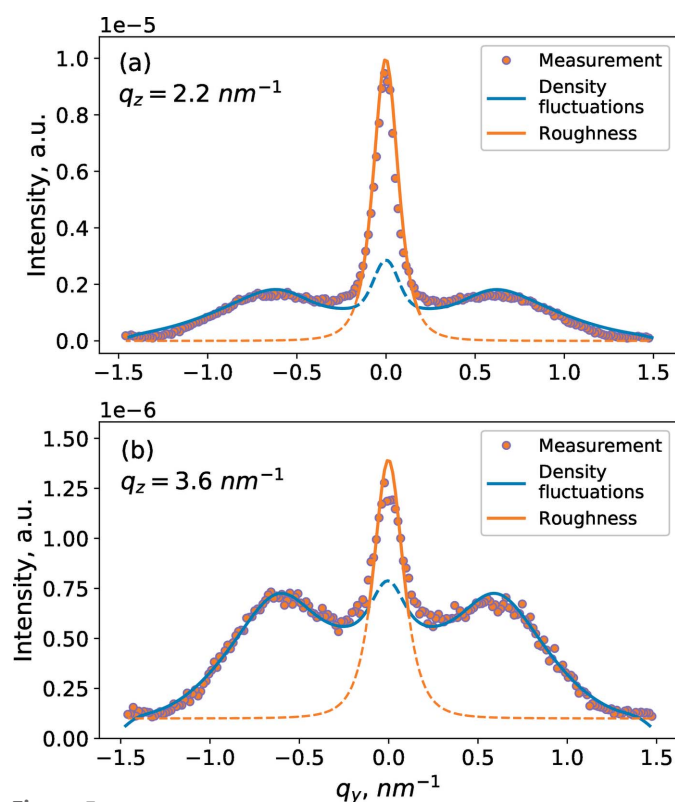 1e−5
(a)
q_z = 2.2 nm⁻¹
Measurement
Density
fluctuations
Roughness
Intensity, a.u.
1.0
0.8
0.6
0.4
0.2
0.0
−1.5 −1.0 −0.5 0.0 0.5 1.0 1.5
1e−6
(b)
q_z = 3.6 nm⁻¹
Measurement
Density
fluctuations
Roughness
Intensity, a.u.
1.50
1.25
1.00
0.75
0.50
0.25
0.00
−1.5 −1.0 −0.5 0.0 0.5 1.0 1.5
q_y, nm⁻¹